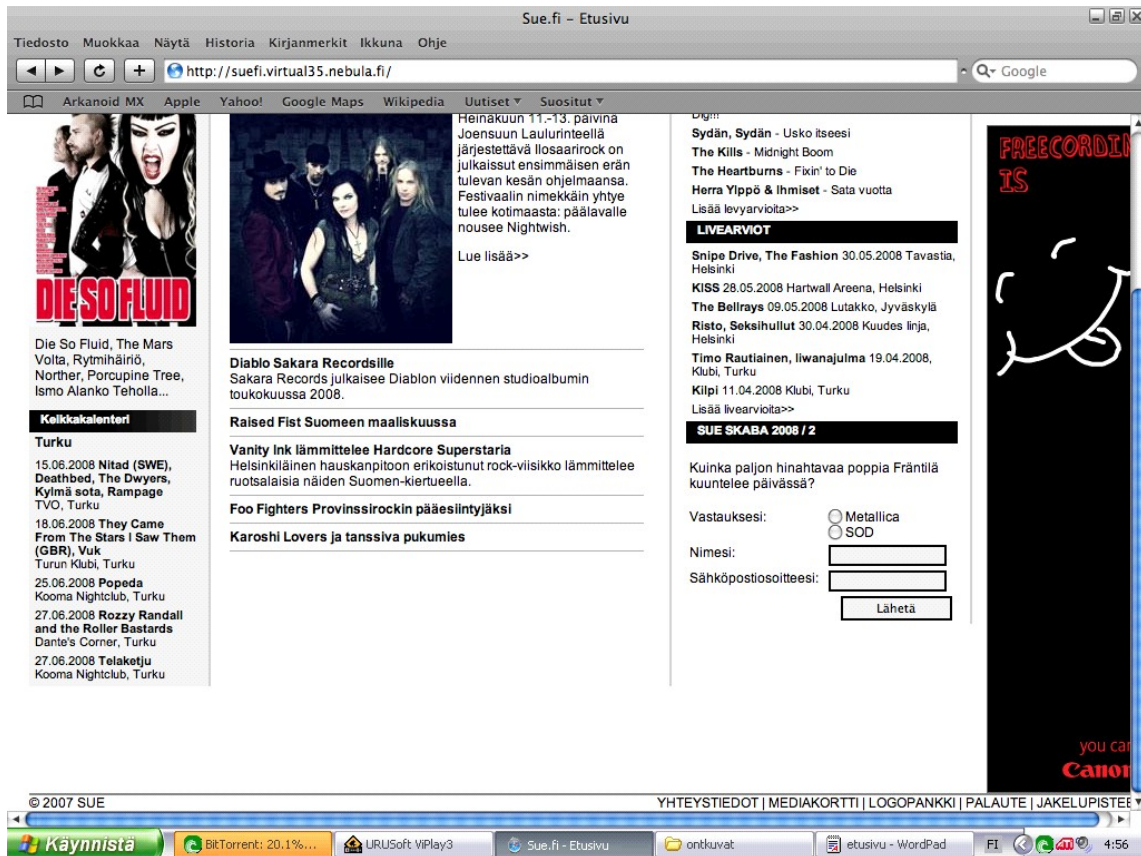 Sue.fi – Etusivu
Tiedosto Muokkaa Näytä Historia Kirjanmerkit Ikkuna Ohje
http://suefi.virtual35.nebula.fi/
Google
Arkanoid MX Apple Yahoo! Google Maps Wikipedia Uutiset Suositut
DIE SO FLUID
Die So Fluid, The Mars
Volta, Rytmihäiriö,
Norther, Porcupine Tree,
Ismo Alanko Teholla...
Keikkakalenteri
Turku
15.06.2008 Nitad (SWE),
Deathbed, The Dwyers,
Kylmä sota, Rampage
TVO, Turku
18.06.2008 They Came
From The Stars I Saw Them
(GBR), Vuk
Turun Klubi, Turku
25.06.2008 Popeda
Kooma Nightclub, Turku
27.06.2008 Rozzy Randall
and the Roller Bastards
Dante's Corner, Turku
27.06.2008 Telaketju
Kooma Nightclub, Turku
Heinäkuun 11.-13. päivinä
Joensuun Laulurinteellä
järjestettävä Ilosaarirock on
julkaissut ensimmäisen erän
tulevan kesän ohjelmaansa.
Festivaalin nimekkäin yhtye
tulee kotimaasta: päälavalle
nousee Nightwish.
Lue lisää>>
Diablo Sakara Recordsille
Sakara Records julkaisee Diablon viidennen studioalbumin
toukokuussa 2008.
Raised Fist Suomeen maaliskuussa
Vanity Ink lämmittelee Hardcore Superstaria
Helsinkiläinen hauskanpitoon erikoistunut rock-viisikko lämmittelee
ruotsalaisia näiden Suomen-kiertueella.
Foo Fighters Provinssirockin pääesiintyjäksi
Karoshi Lovers ja tanssiva pukumies
Dig!!!
Sydän, Sydän - Usko itseesi
The Kills - Midnight Boom
The Heartburns - Fixin' to Die
Herra Ylppö & Ihmiset - Sata vuotta
Lisää levyarvioita>>
LIVEARVIOT
Snipe Drive, The Fashion 30.05.2008 Tavastia,
Helsinki
KISS 28.05.2008 Hartwall Areena, Helsinki
The Bellrays 09.05.2008 Lutakko, Jyväskylä
Risto, Seksihullut 30.04.2008 Kuudes linja,
Helsinki
Timo Rautiainen, Iiwanajulma 19.04.2008,
Klubi, Turku
Kilpi 11.04.2008 Klubi, Turku
Lisää livearvioita>>
SUE SKABA 2008 / 2
Kuinka paljon hinahtavaa poppia Fräntilä
kuuntelee päivässä?
Vastauksesi: Metallica
SOD
Nimesi:
Sähköpostiosoitteesi:
Lähetä
FREECORDIN
IS
you can
Canon
© 2007 SUE
YHTEYSTIEDOT | MEDIAKORTTI | LOGOPANKKI | PALAUTE | JAKELUPISTEE
Käynnistä BitTorrent: 20.1%... URUSoft ViPlay3 Sue.fi - Etusivu ontkuvat etusivu - WordPad FI 4:56